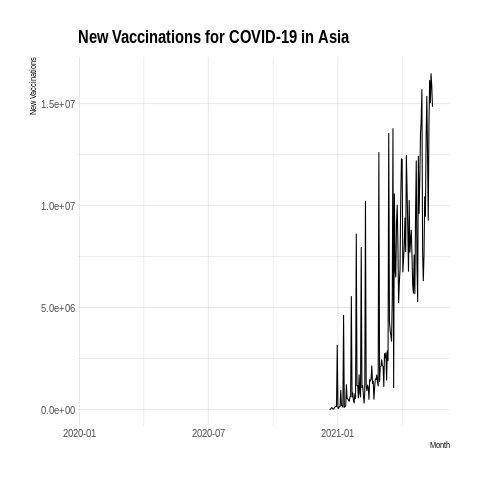 New Vaccinations for COVID-19 in Asia
New Vaccinations
1.5e+07
1.0e+07
5.0e+06
0.0e+00
2020-01
2020-07
2021-01
Month